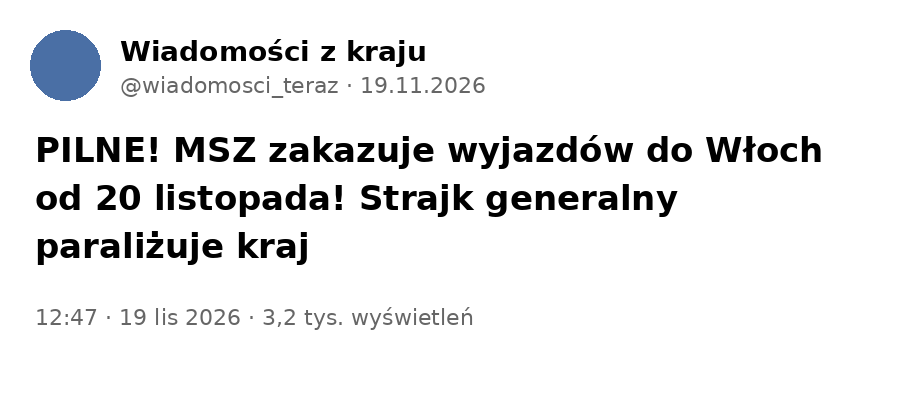 Wiadomości z kraju
@wiadomosci_teraz · 19.11.2026
PILNE! MSZ zakazuje wyjazdów do Włoch
od 20 listopada! Strajk generalny
paraliżuje kraj
12:47 · 19 lis 2026 · 3,2 tys. wyświetleń